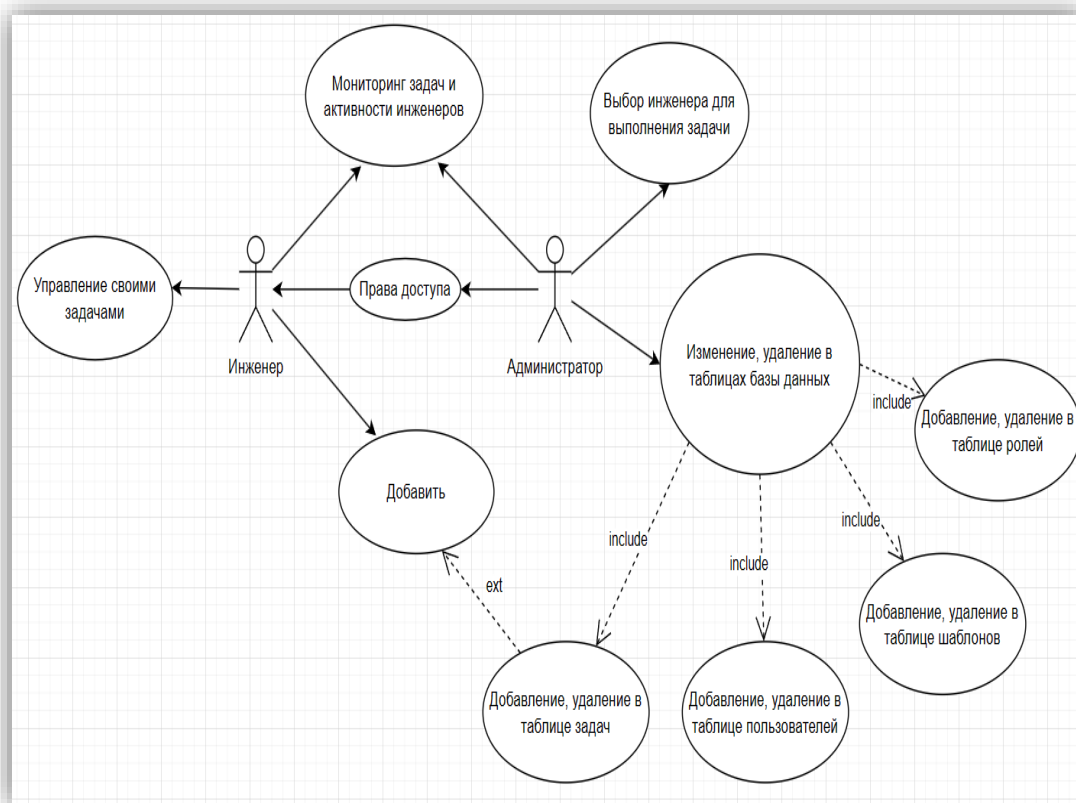 Мониторинг задач и
активности инженеров
Выбор инженера для
выполнения задачи
Управление своими
задачами
Права доступа
Инженер
Администратор
Изменение, удаление в
таблицах базы данных
include
Добавление, удаление в
таблице ролей
Добавить
include
include
include
ext
Добавление, удаление в
таблице шаблонов
Добавление, удаление в
таблице задач
Добавление, удаление в
таблице пользователей